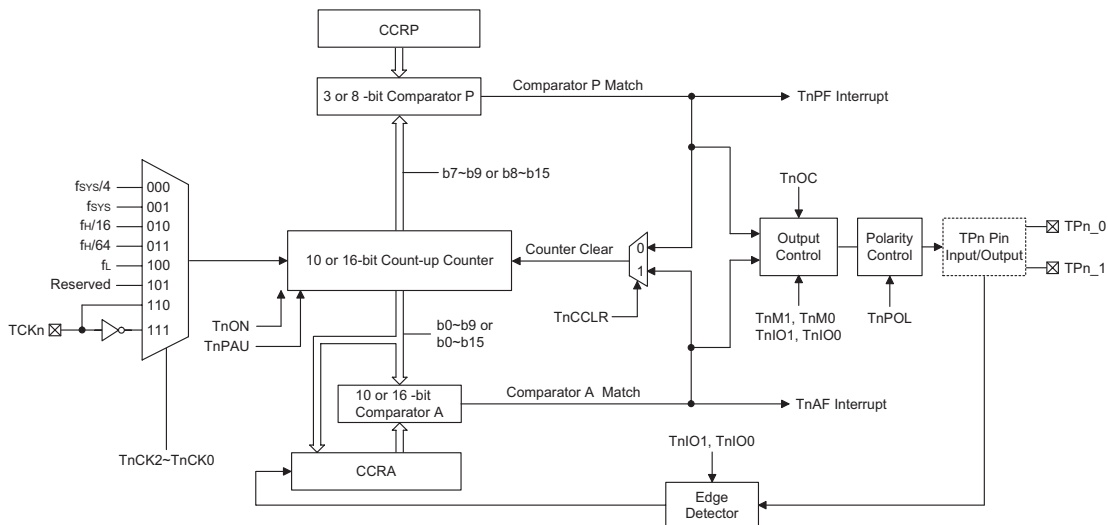 CCRP
3 or 8 -bit Comparator P
Comparator P Match
TnPF Interrupt
b7~b9 or b8~b15
fSYS/4
000
fSYS
001
fH/16
010
fH/64
011
fL
100
Reserved
101
110
TCKn
111
TnCK2~TnCK0
10 or 16-bit Count-up Counter
TnON
TnPAU
Counter Clear
0
1
TnCCLR
TnOC
Output
Control
TnM1, TnM0
TnIO1, TnIO0
Polarity
Control
TnPOL
TPn Pin
Input/Output
TPn_0
TPn_1
b0~b9 or
b0~b15
10 or 16 -bit
Comparator A
Comparator A Match
TnAF Interrupt
CCRA
TnIO1, TnIO0
Edge
Detector